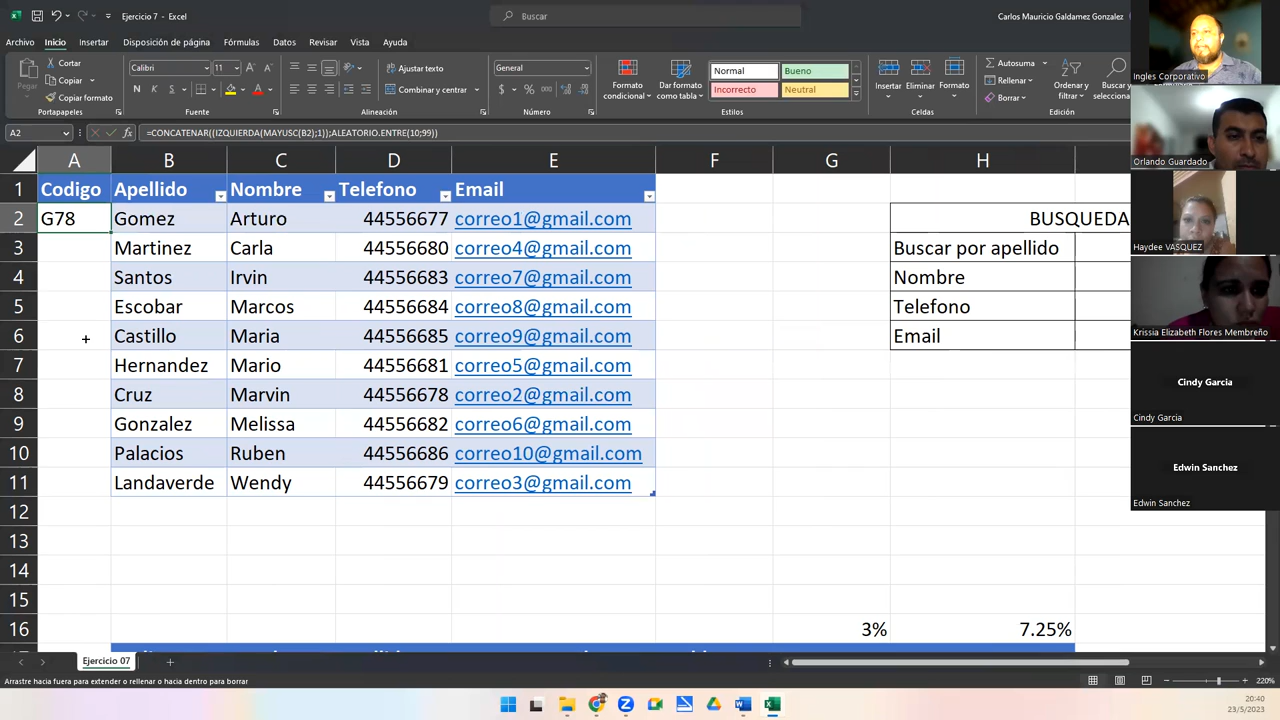 Ejercicio 7 - Excel
Buscar
Carlos Mauricio Galdamez Gonzalez
Archivo Inicio Insertar Disposición de página Fórmulas Datos Revisar Vista Ayuda
Pegar
Cortar
Copiar
Copiar formato
Portapapeles
Calibri 11
N K S
Fuente
Ajustar texto
Combinar y centrar
Alineación
General
Número
Formato condicional
Dar formato como tabla
Normal Bueno
Incorrecto Neutral
Estilos
Insertar Eliminar Formato
Celdas
Autosuma
Rellenar
Borrar
Ordenar y filtrar
Buscar y selecciona
Edición
A2
=CONCATENAR((IZQUIERDA(MAYUSC(B2);1));ALEATORIO.ENTRE(10;99))
A B C D E F G H
1 Codigo Apellido Nombre Telefono Email
2 G78 Gomez Arturo 44556677 correo1@gmail.com BUSQUEDA
3 Martinez Carla 44556680 correo4@gmail.com Buscar por apellido
4 Santos Irvin 44556683 correo7@gmail.com Nombre
5 Escobar Marcos 44556684 correo8@gmail.com Telefono
6 Castillo Maria 44556685 correo9@gmail.com Email
7 Hernandez Mario 44556681 correo5@gmail.com
8 Cruz Marvin 44556678 correo2@gmail.com
9 Gonzalez Melissa 44556682 correo6@gmail.com
10 Palacios Ruben 44556686 correo10@gmail.com
11 Landaverde Wendy 44556679 correo3@gmail.com
12
13
14
15
16 3% 7.25%
Ejercicio 07
Arrastre hacia fuera para extender o rellenar o hacia dentro para borrar
220%
20:40
23/5/2023
Ingles Corporativo
Orlando Guardado
Haydee VASQUEZ
Krissia Elizabeth Flores Membreño
Cindy Garcia
Cindy Garcia
Edwin Sanchez
Edwin Sanchez